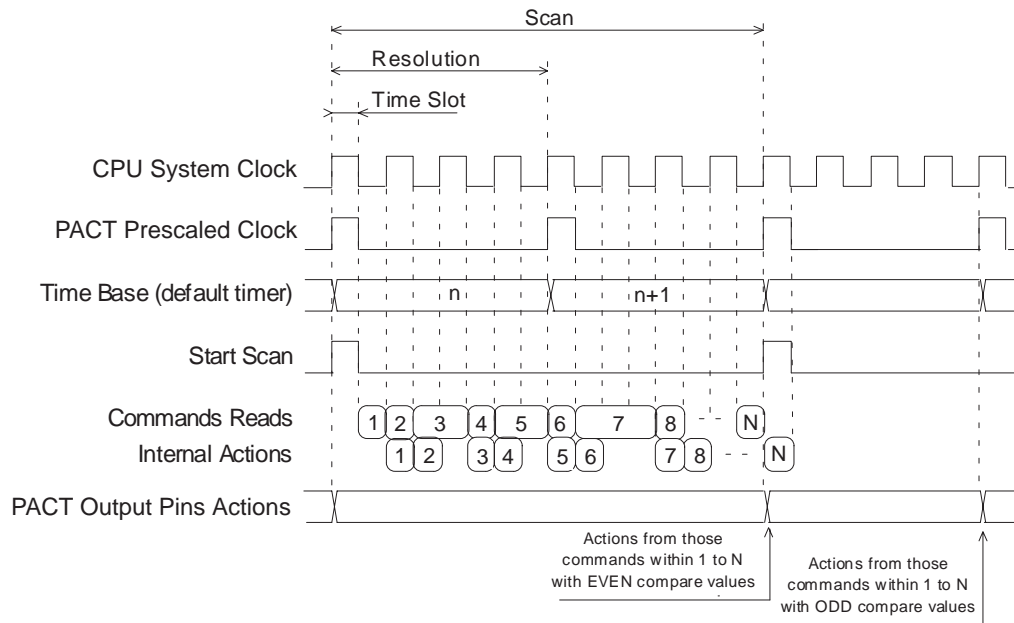 Scan
Resolution
Time Slot
CPU System Clock
PACT Prescaled Clock
Time Base (default timer)
n
n+1
Start Scan
Commands Reads
1 2 3 4 5 6 7 8 - - N
Internal Actions
1 2 3 4 5 6 7 8 - - N
PACT Output Pins Actions
Actions from those
commands within 1 to N
with EVEN compare values
Actions from those
commands within 1 to N
with ODD compare values